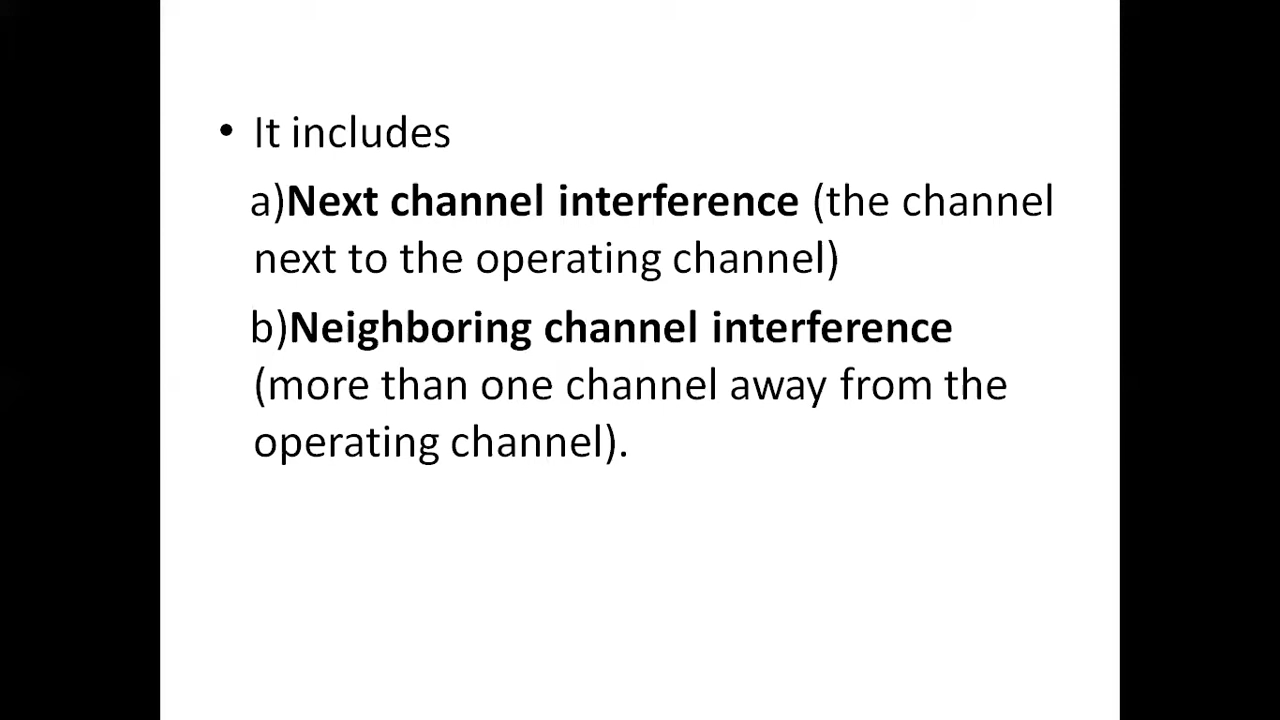 • It includes
a)Next channel interference (the channel
next to the operating channel)
b)Neighboring channel interference
(more than one channel away from the
operating channel).